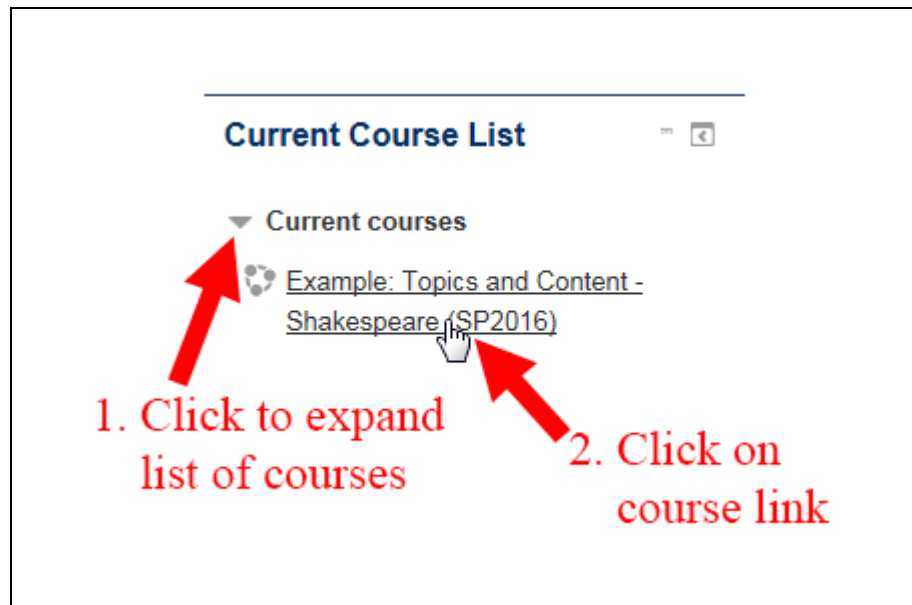 Current Course List
Current courses
Example: Topics and Content -
Shakespeare (SP2016)
1. Click to expand
list of courses
2. Click on
course link